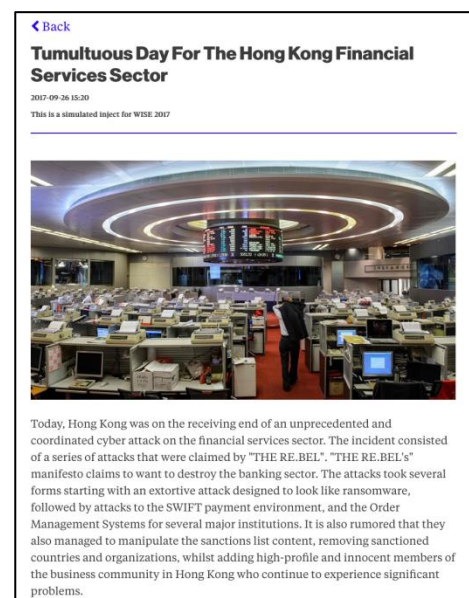 Back
Tumultuous Day For The Hong Kong Financial
Services Sector
2017-09-26 15:20
This is a simulated inject for WISE 2017
Today, Hong Kong was on the receiving end of an unprecedented and
coordinated cyber attack on the financial services sector. The incident consisted
of a series of attacks that were claimed by "THE RE.BEL". "THE RE.BEL's"
manifesto claims to want to destroy the banking sector. The attacks took several
forms starting with an extortive attack designed to look like ransomware,
followed by attacks to the SWIFT payment environment, and the Order
Management Systems for several major institutions. It is also rumored that they
also managed to manipulate the sanctions list content, removing sanctioned
countries and organizations, whilst adding high-profile and innocent members of
the business community in Hong Kong who continue to experience significant
problems.